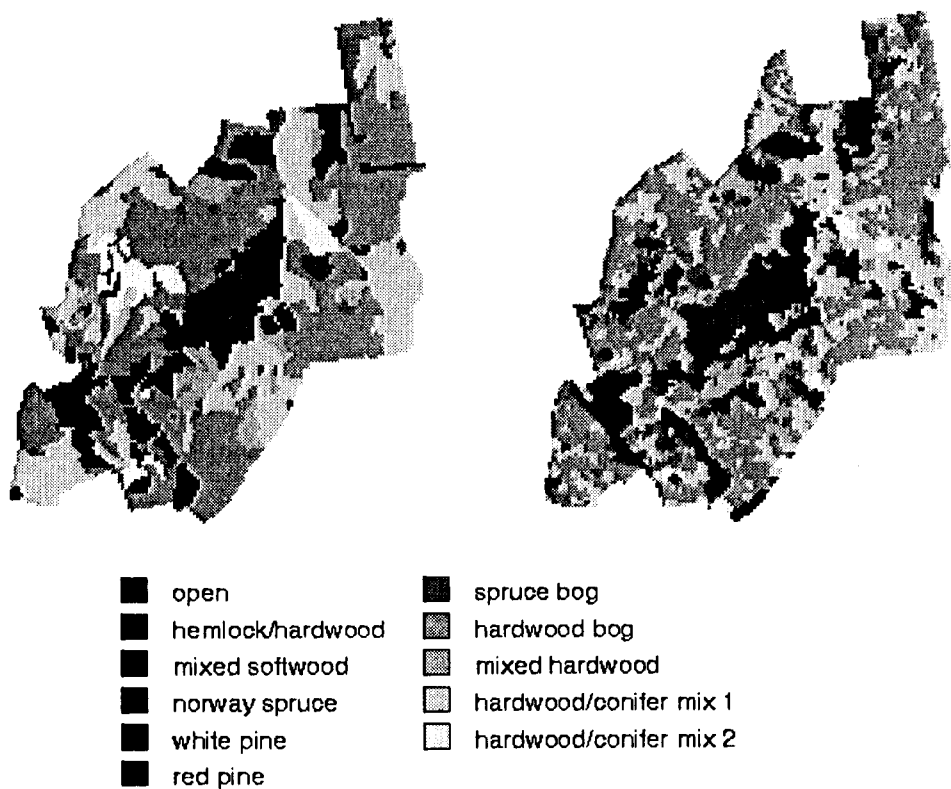 open
hemlock/hardwood
mixed softwood
norway spruce
white pine
red pine
spruce bog
hardwood bog
mixed hardwood
hardwood/conifer mix 1
hardwood/conifer mix 2